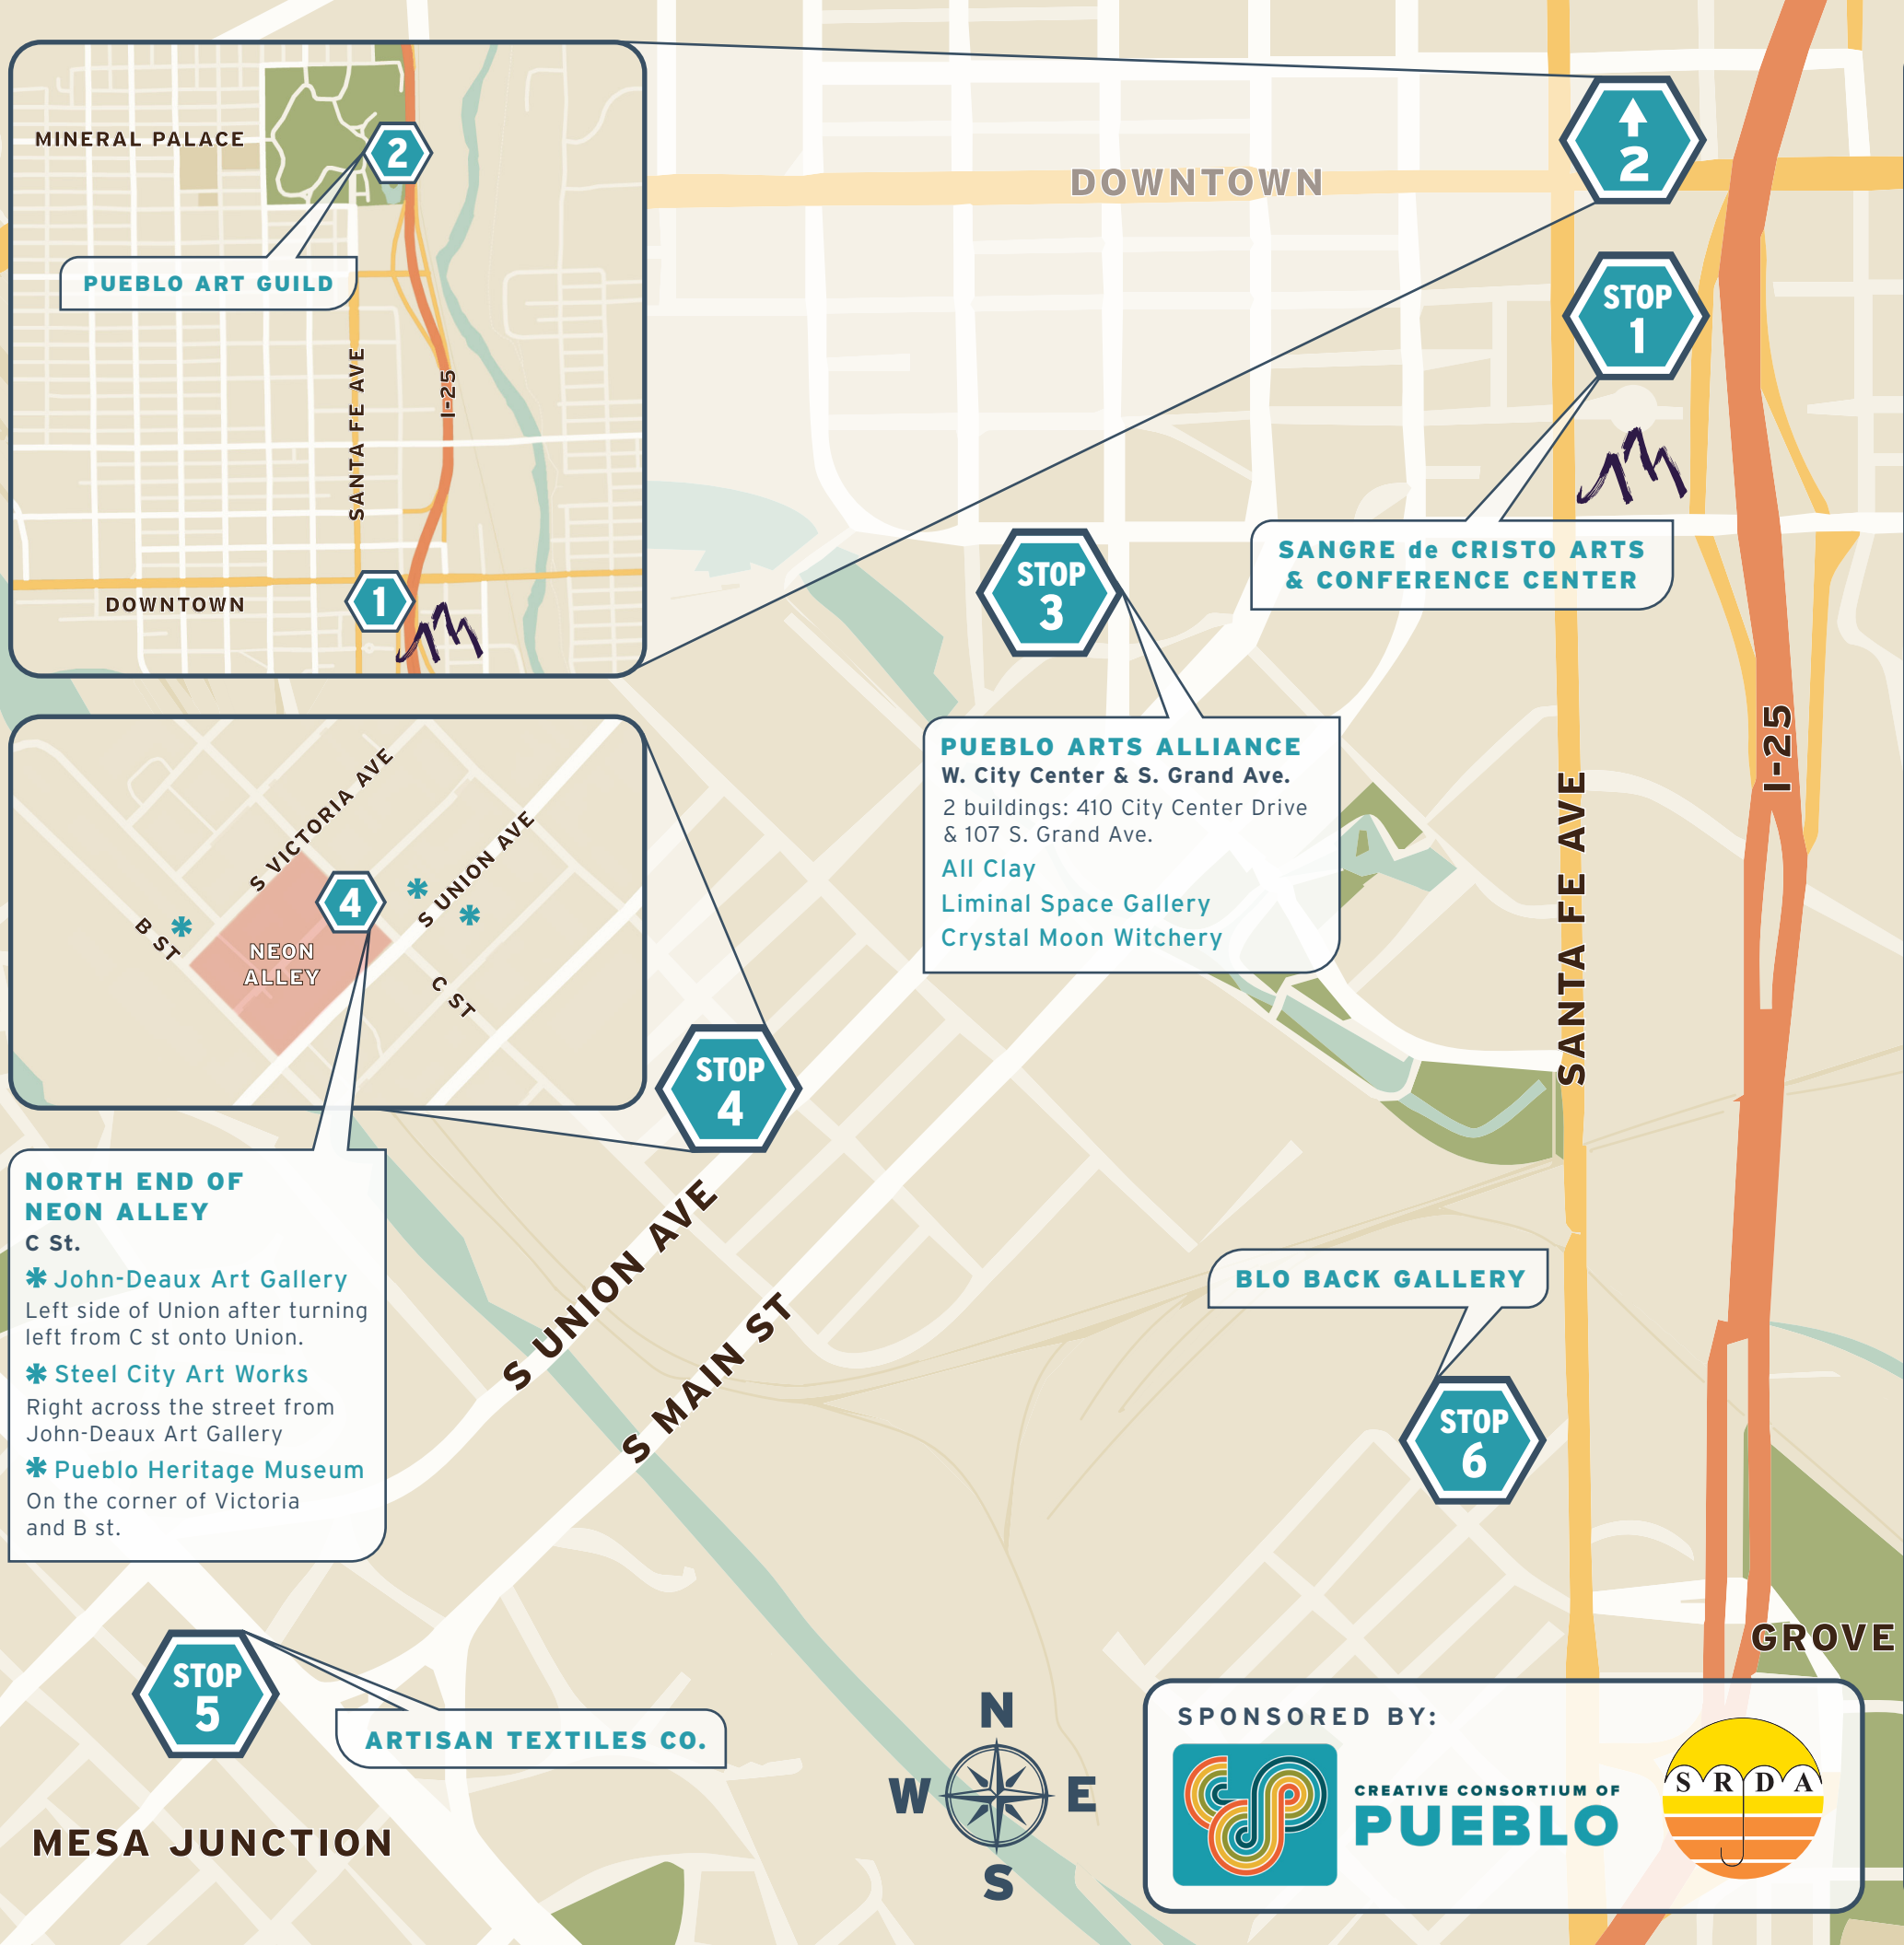 MINERAL PALACE
2
PUEBLO ART GUILD
SANTA FE AVE
I-25
DOWNTOWN
1
DOWNTOWN
2
STOP
1
SANGRE de CRISTO ARTS
& CONFERENCE CENTER
STOP
3
PUEBLO ARTS ALLIANCE
W. City Center & S. Grand Ave.
2 buildings: 410 City Center Drive
& 107 S. Grand Ave.
All Clay
Liminal Space Gallery
Crystal Moon Witchery
I-25
SANTA FE AVE
S VICTORIA AVE
S UNION AVE
B ST
4
NEON
ALLEY
C ST
STOP
4
NORTH END OF
NEON ALLEY
C St.
* John-Deaux Art Gallery
Left side of Union after turning
left from C st onto Union.
* Steel City Art Works
Right across the street from
John-Deaux Art Gallery
* Pueblo Heritage Museum
On the corner of Victoria
and B st.
S UNION AVE
S MAIN ST
BLO BACK GALLERY
STOP
6
STOP
5
ARTISAN TEXTILES CO.
MESA JUNCTION
N
W
E
S
GROVE
SPONSORED BY:
CREATIVE CONSORTIUM OF
PUEBLO
SRDA